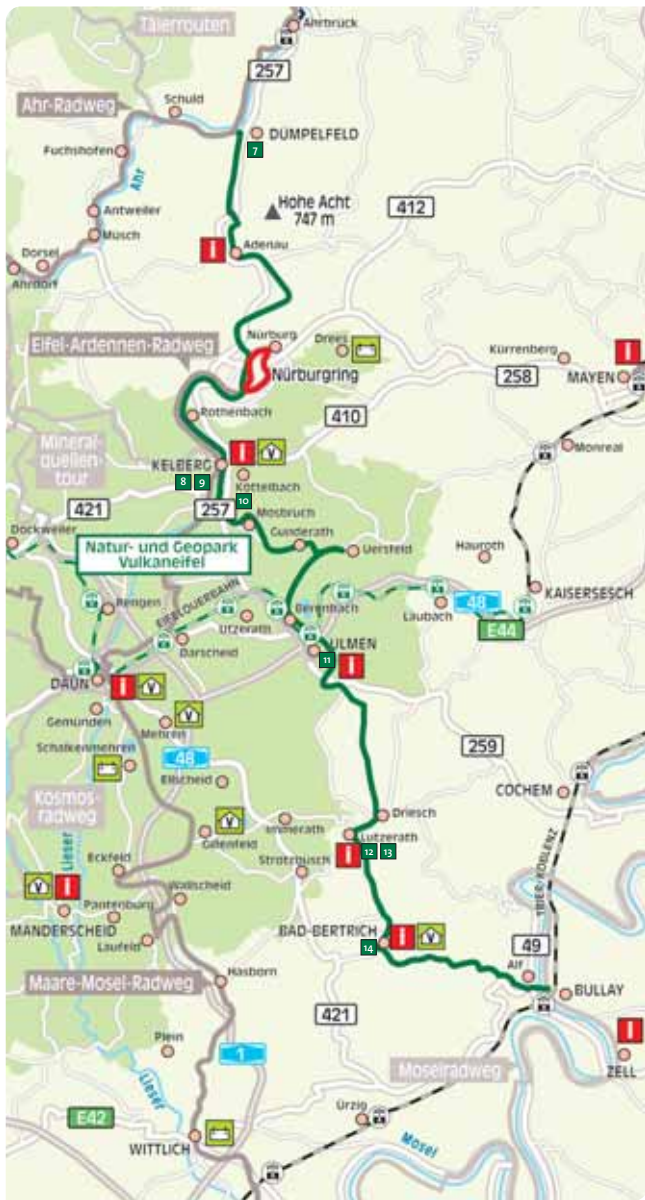 Tälerrouten
Ahrbrück
257
Ahr-Radweg
Schuld
DÜMPELFELD
7
Fuchshofen
Ahr
Hohe Acht
747 m
412
Antweiler
Müsch
Dorsel
Ahrdorf
i
Adenau
Eifel-Ardennen-Radweg
Nürburg
Drees
Kürrenberg
i
Nürburgring
258
MAYEN
Rothenbach
410
Mineral-
quellen-
tour
Monreal
KELBERG
i
V
8
9
Köttelbach
10
421
257
Mosbruch
Dockweiler
Gunderath
Natur- und Geopark
Vulkaneifel
Uersfeld
Hauroth
Rengen
EIFELQUERBAHN
Utzerath
Berenbach
Laubach
48
KAISERSESCH
E44
Darscheid
ULMEN
11
i
DAUN
i
V
Gemünden
Mehren
V
Schalkenmehren
48
259
Ellscheid
COCHEM
Kosmos-
radweg
Lieser
Gillenfeld
V
Immerath
Driesch
Lutzerath
i
12
13
TRIER-KOBLENZ
Eckfeld
Strotzbüsch
V
i
Pantenburg
Wallscheid
MANDERSCHEID
Laufeld
BAD-BERTRICH
i
V
14
49
Alf
Maare-Mosel-Radweg
Hasborn
BULLAY
421
i
Plein
1
Moselradweg
ZELL
Lieser
E42
Ürzig
WITTLICH
Mosel